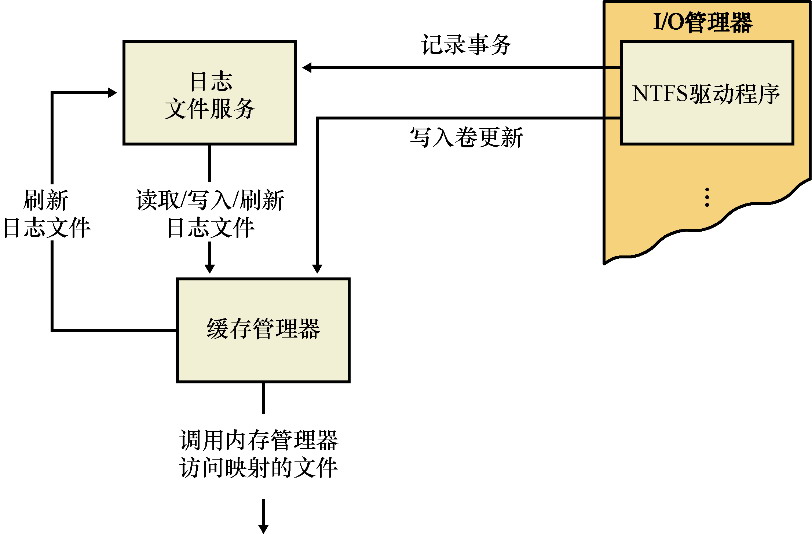 I/O管理器
记录事务
日志
文件服务
NTFS驱动程序
写入卷更新
刷新
日志文件
读取/写入/刷新
日志文件
⋮
缓存管理器
调用内存管理器
访问映射的文件